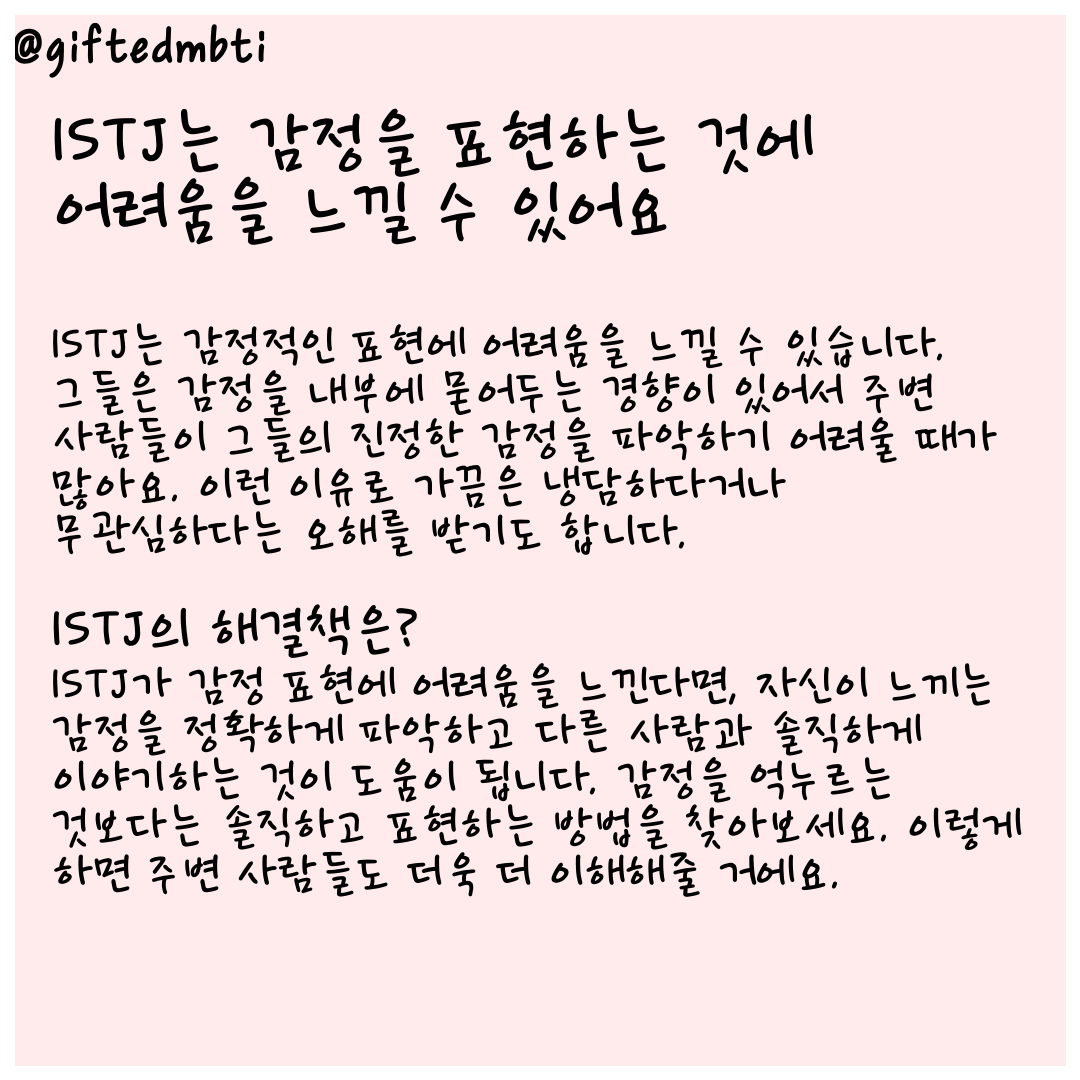 @giftedmbti
ISTJ는 감정을 표현하는 것에
어려움을 느낄 수 있어요
ISTJ는 감정적인 표현에 어려움을 느낄 수 있습니다.
그들은 감정을 내부에 묻어두는 경향이 있어서 주변
사람들이 그들의 진정한 감정을 파악하기 어려울 때가
많아요. 이런 이유로 가끔은 냉담하다거나
무관심하다는 오해를 받기도 합니다.
ISTJ의 해결책은?
ISTJ가 감정 표현에 어려움을 느낀다면, 자신이 느끼는
감정을 정확하게 파악하고 다른 사람과 솔직하게
이야기하는 것이 도움이 됩니다. 감정을 억누르는
것보다는 솔직하고 표현하는 방법을 찾아보세요. 이렇게
하면 주변 사람들도 더욱 더 이해해줄 거에요.